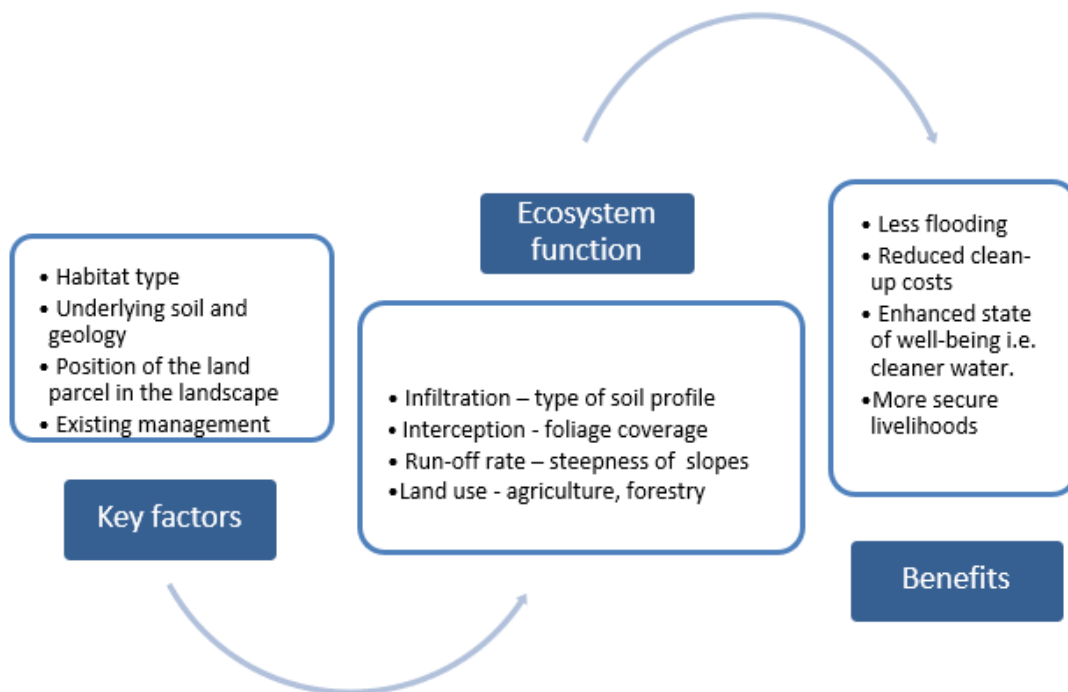 • Habitat type
• Underlying soil and
geology
• Position of the land
parcel in the landscape
• Existing management
Key factors
Ecosystem
function
• Infiltration – type of soil profile
• Interception - foliage coverage
• Run-off rate – steepness of slopes
•Land use - agriculture, forestry
• Less flooding
• Reduced clean-
up costs
• Enhanced state
of well-being i.e.
cleaner water.
•More secure
livelihoods
Benefits